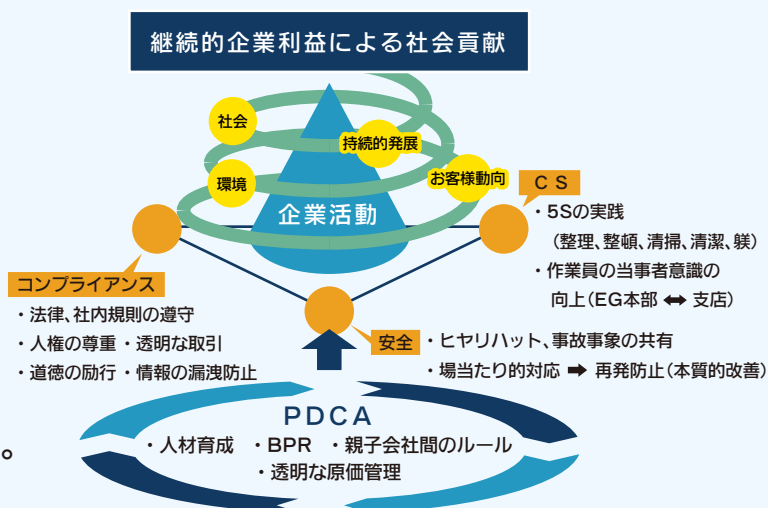 継続的企業利益による社会貢献
社会
持続的発展
環境
お客様動向
企業活動
CS
・5Sの実践
(整理、整頓、清掃、清潔、躾)
・作業員の当事者意識の
向上(EG本部 ⬌ 支店)
コンプライアンス
・法律、社内規則の遵守
・人権の尊重 ・透明な取引
・道徳の励行 ・情報の漏洩防止
安全
・ヒヤリハット、事故事象の共有
・場当たり的対応 ➡ 再発防止(本質的改善)
PDCA
・人材育成 ・BPR ・親子会社間のルール
・透明な原価管理
。